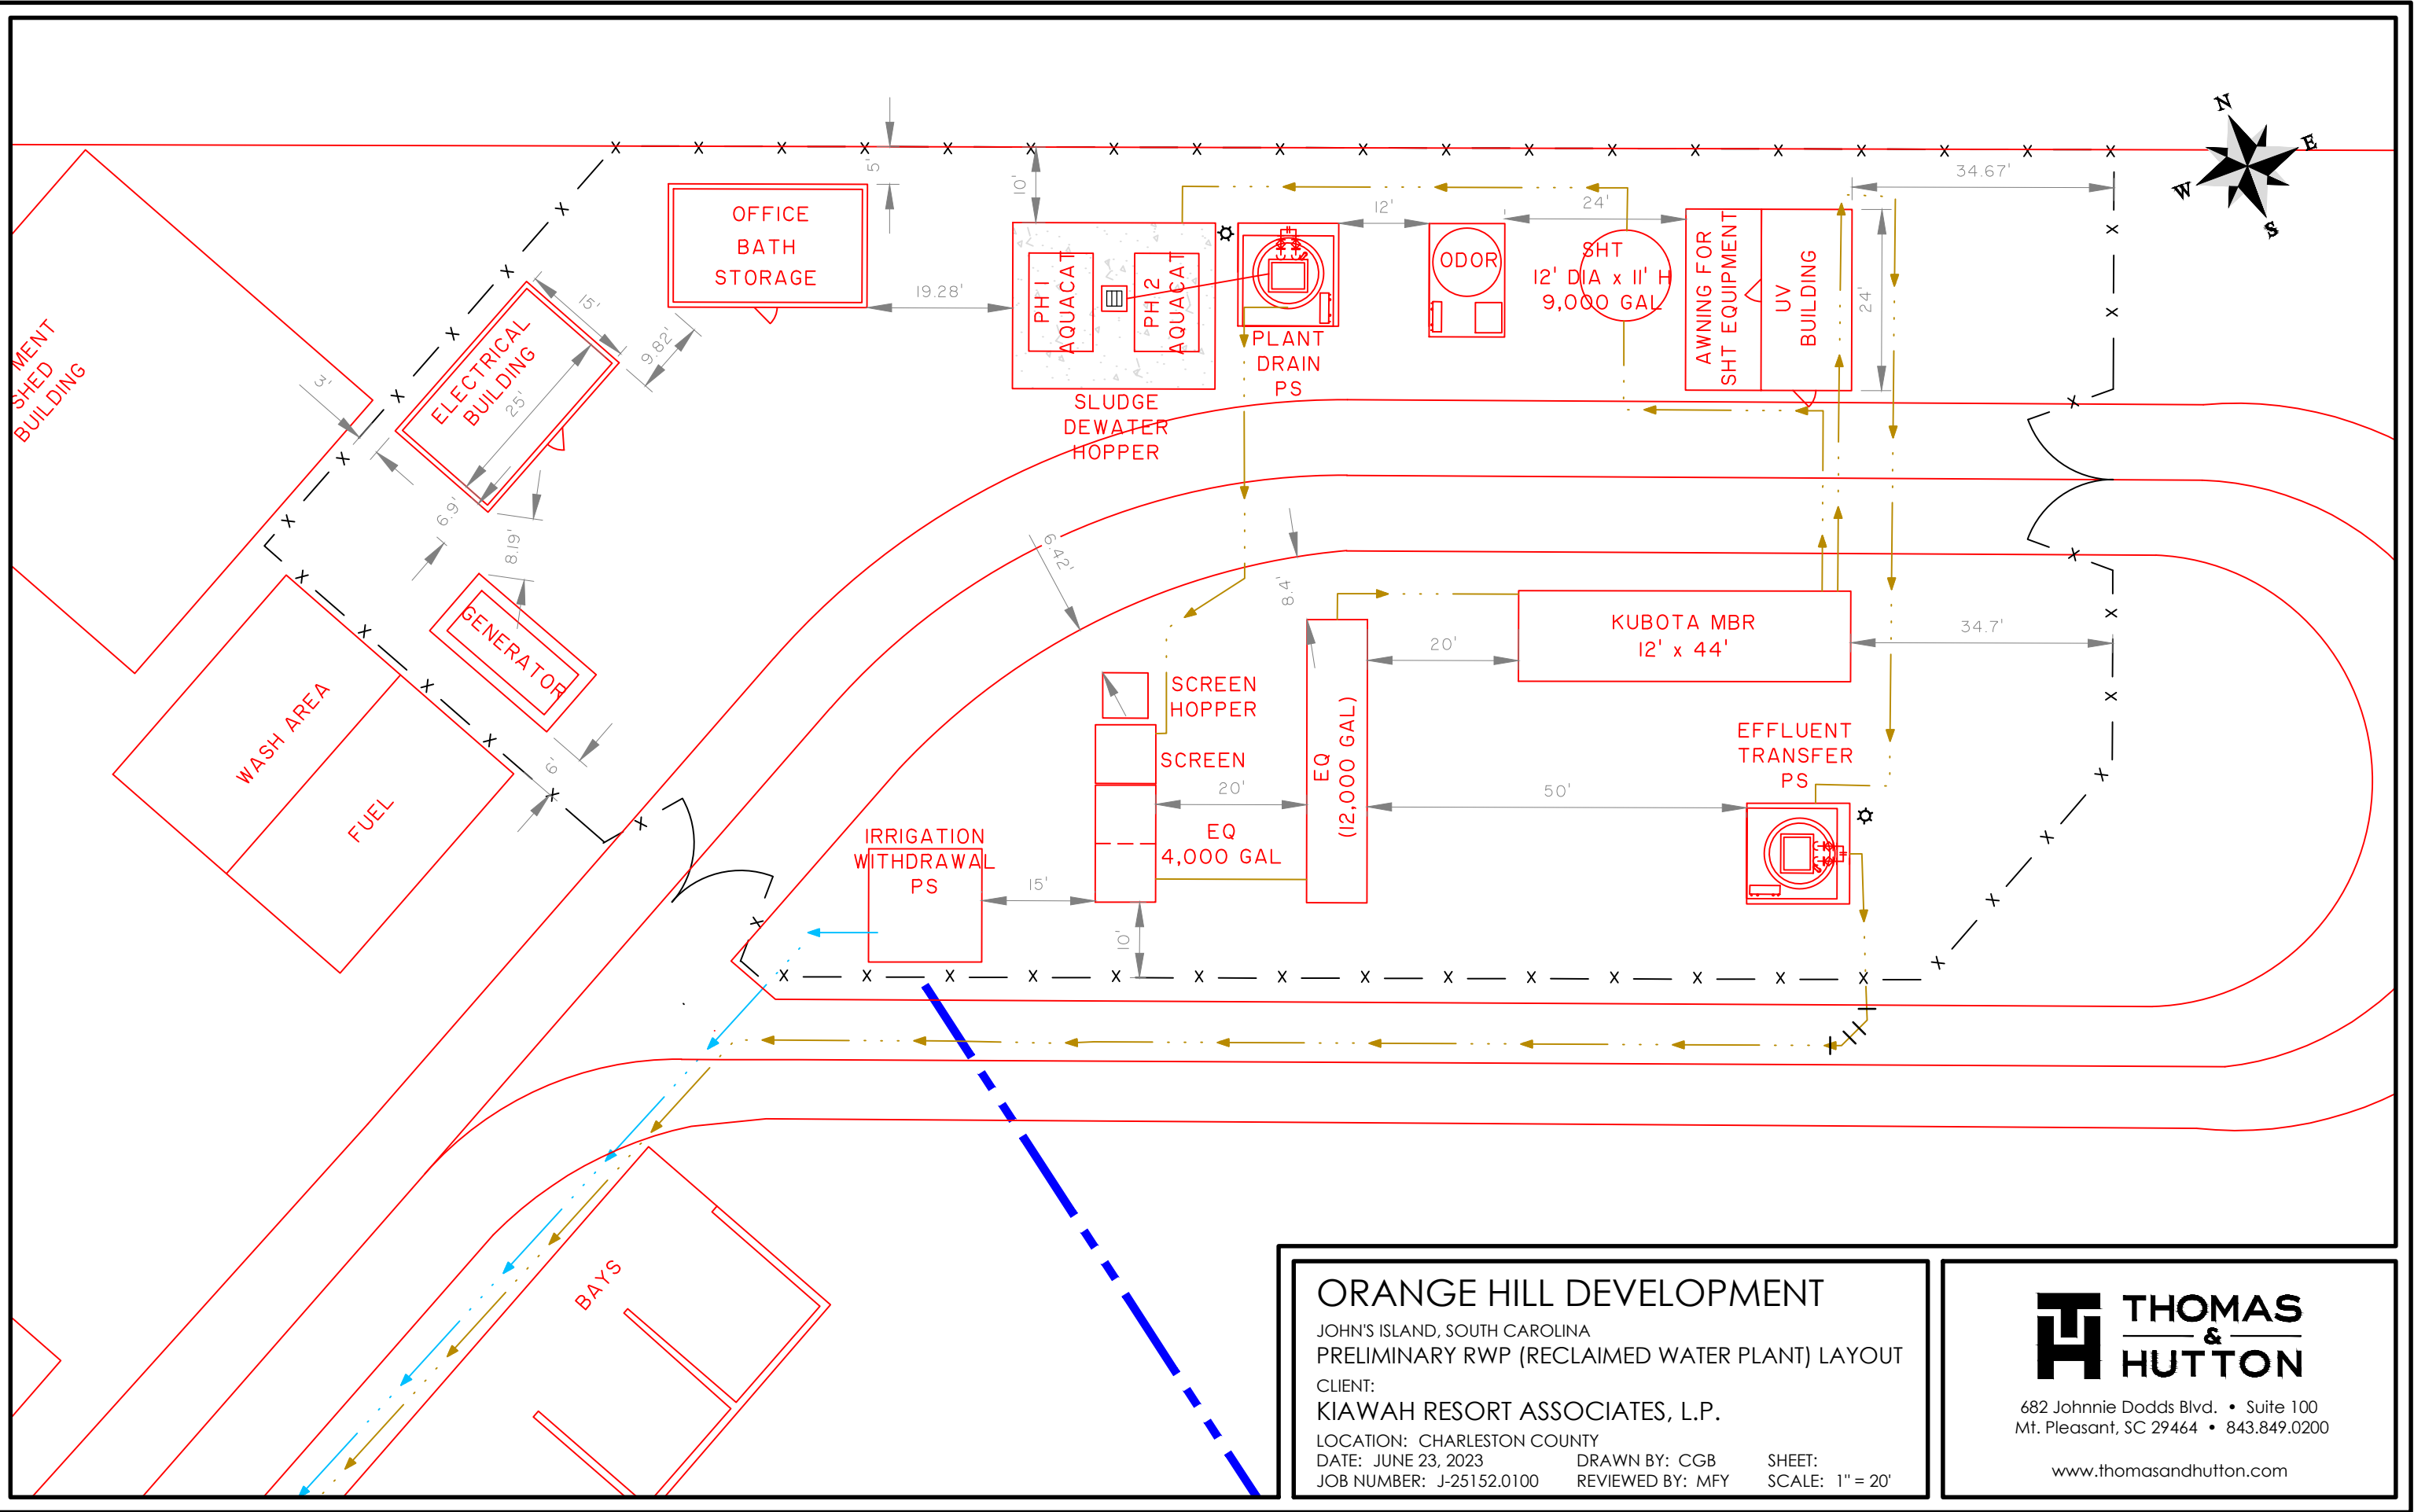 N
E
W
S
5'
10'
34.67'
OFFICE
BATH
STORAGE
19.28'
PH 1
AQUACAT
PH 2
AQUACAT
SLUDGE
DEWATER
HOPPER
PLANT
DRAIN
PS
12'
ODOR
24'
SHT
12' DIA x 11' H
9,000 GAL
AWNING FOR
SHT EQUIPMENT
UV
BUILDING
24'
MENT
SHED
BUILDING
3'
ELECTRICAL
BUILDING
15'
25'
9.82'
6.9'
8.19'
GENERATOR
6'
WASH AREA
FUEL
6.42'
8.4'
SCREEN
HOPPER
SCREEN
20'
EQ
4,000 GAL
EQ
(12,000 GAL)
20'
KUBOTA MBR
12' x 44'
34.7'
50'
EFFLUENT
TRANSFER
PS
IRRIGATION
WITHDRAWAL
PS
15'
10'
BAYS
ORANGE HILL DEVELOPMENT
JOHN'S ISLAND, SOUTH CAROLINA
PRELIMINARY RWP (RECLAIMED WATER PLANT) LAYOUT
CLIENT:
KIAWAH RESORT ASSOCIATES, L.P.
LOCATION: CHARLESTON COUNTY
DATE: JUNE 23, 2023 DRAWN BY: CGB SHEET:
JOB NUMBER: J-25152.0100 REVIEWED BY: MFY SCALE: 1" = 20'
THOMAS
&
HUTTON
682 Johnnie Dodds Blvd. • Suite 100
Mt. Pleasant, SC 29464 • 843.849.0200
www.thomasandhutton.com